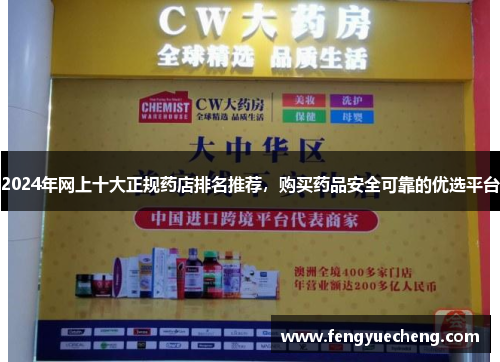 CW大药房
全球精选 品质生活
CHEMIST
WAREHOUSE
CW大药房
全球精选 品质生活
美妆 洗护
保健 母婴
大中华区
2024年网上十大正规药店排名推荐，购买药品安全可靠的优选平台
中国进口跨境平台代表商家
澳洲全境400多家门店
年营业额达200多亿人民币
www.fengyuecheng.com